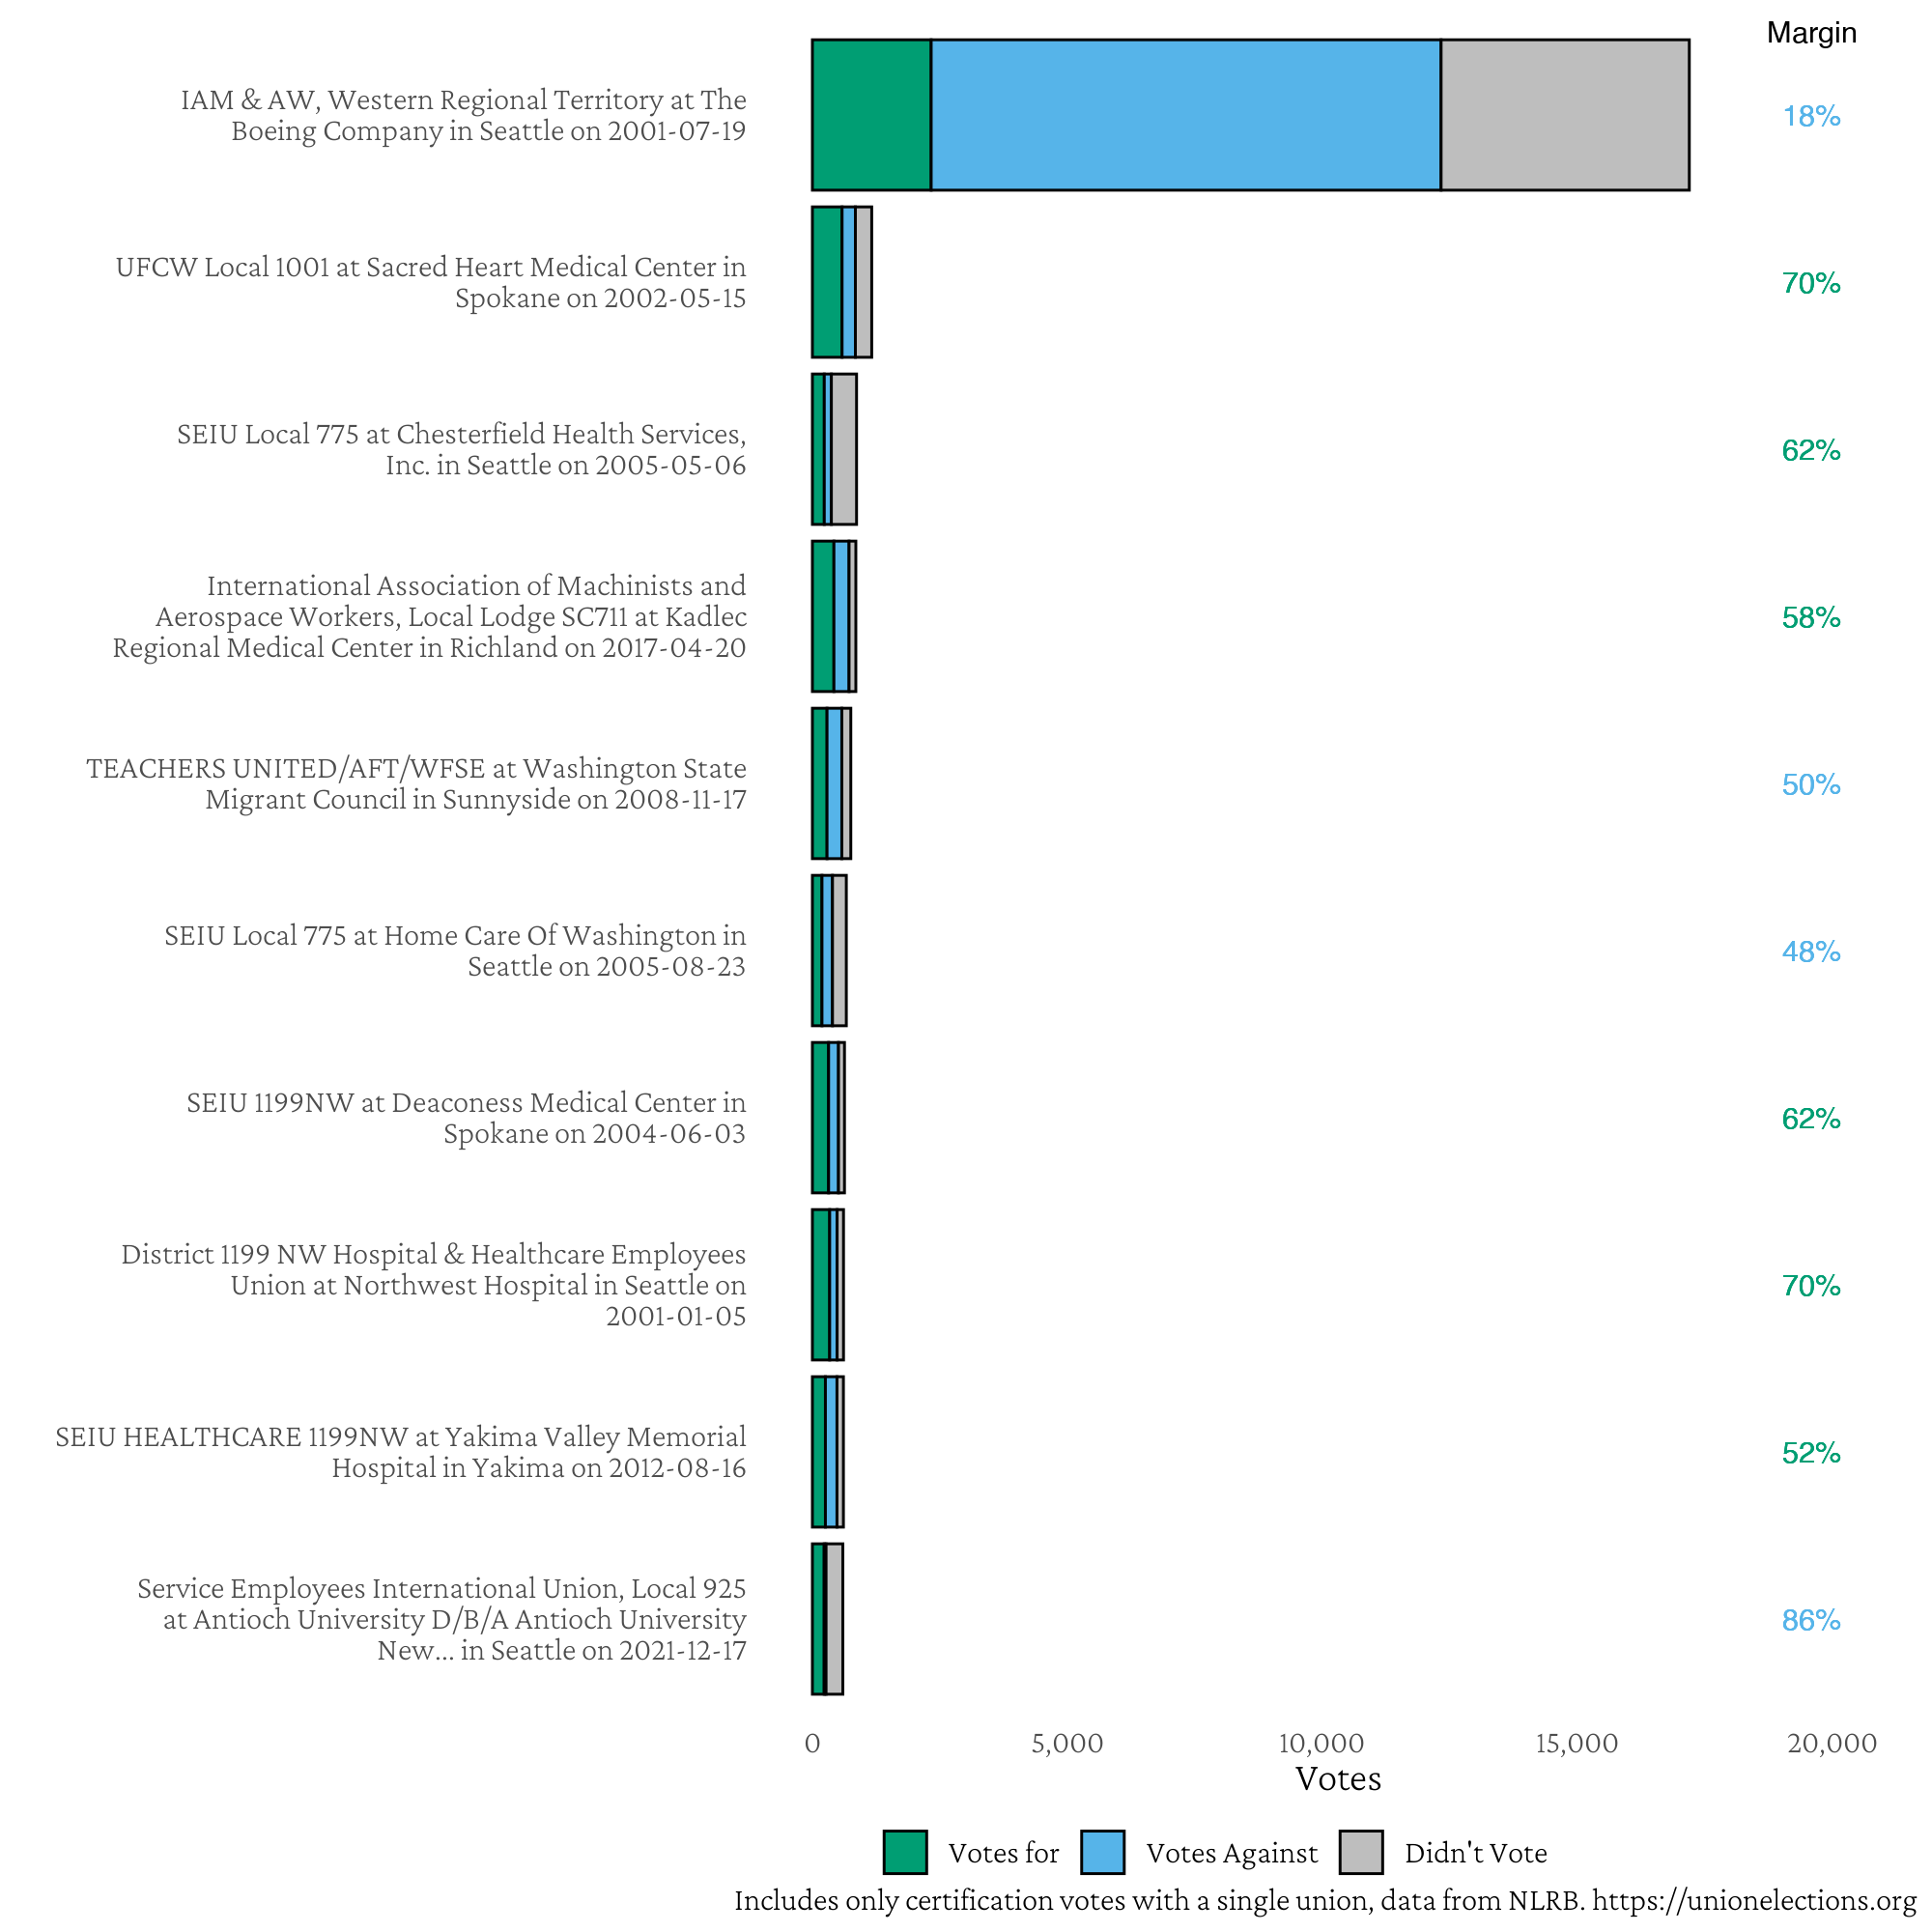 Margin
IAM & AW, Western Regional Territory at The
Boeing Company in Seattle on 2001-07-19
18%
UFCW Local 1001 at Sacred Heart Medical Center in
Spokane on 2002-05-15
70%
SEIU Local 775 at Chesterfield Health Services,
Inc. in Seattle on 2005-05-06
62%
International Association of Machinists and
Aerospace Workers, Local Lodge SC711 at Kadlec
Regional Medical Center in Richland on 2017-04-20
58%
TEACHERS UNITED/AFT/WFSE at Washington State
Migrant Council in Sunnyside on 2008-11-17
50%
SEIU Local 775 at Home Care Of Washington in
Seattle on 2005-08-23
48%
SEIU 1199NW at Deaconess Medical Center in
Spokane on 2004-06-03
62%
District 1199 NW Hospital & Healthcare Employees
Union at Northwest Hospital in Seattle on
2001-01-05
70%
SEIU HEALTHCARE 1199NW at Yakima Valley Memorial
Hospital in Yakima on 2012-08-16
52%
Service Employees International Union, Local 925
at Antioch University D/B/A Antioch University
New... in Seattle on 2021-12-17
86%
0 5,000 10,000 15,000 20,000
Votes
Votes for Votes Against Didn't Vote
Includes only certification votes with a single union, data from NLRB. https://unionelections.org